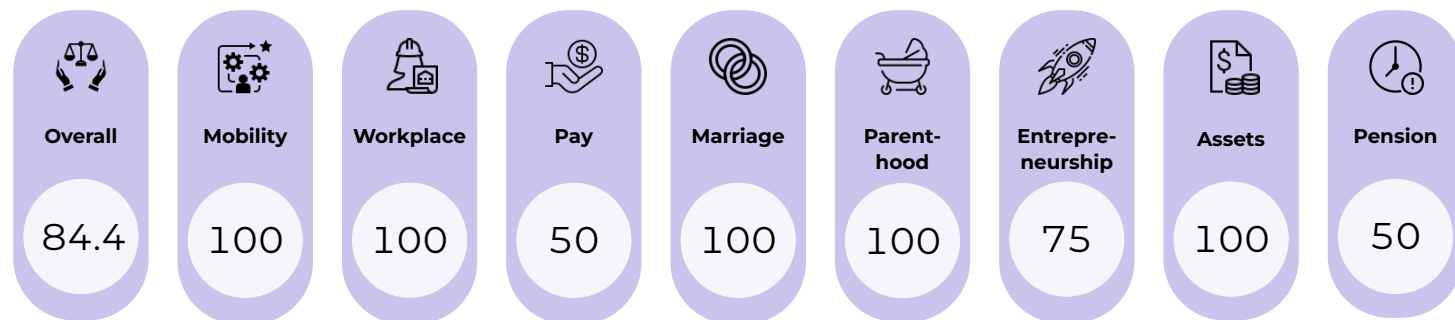 Overall
84.4
Mobility
100
Workplace
100
$
Pay
50
Marriage
100
Parent-
hood
100
Entrepre-
neurship
75
$
Assets
100
Pension
50